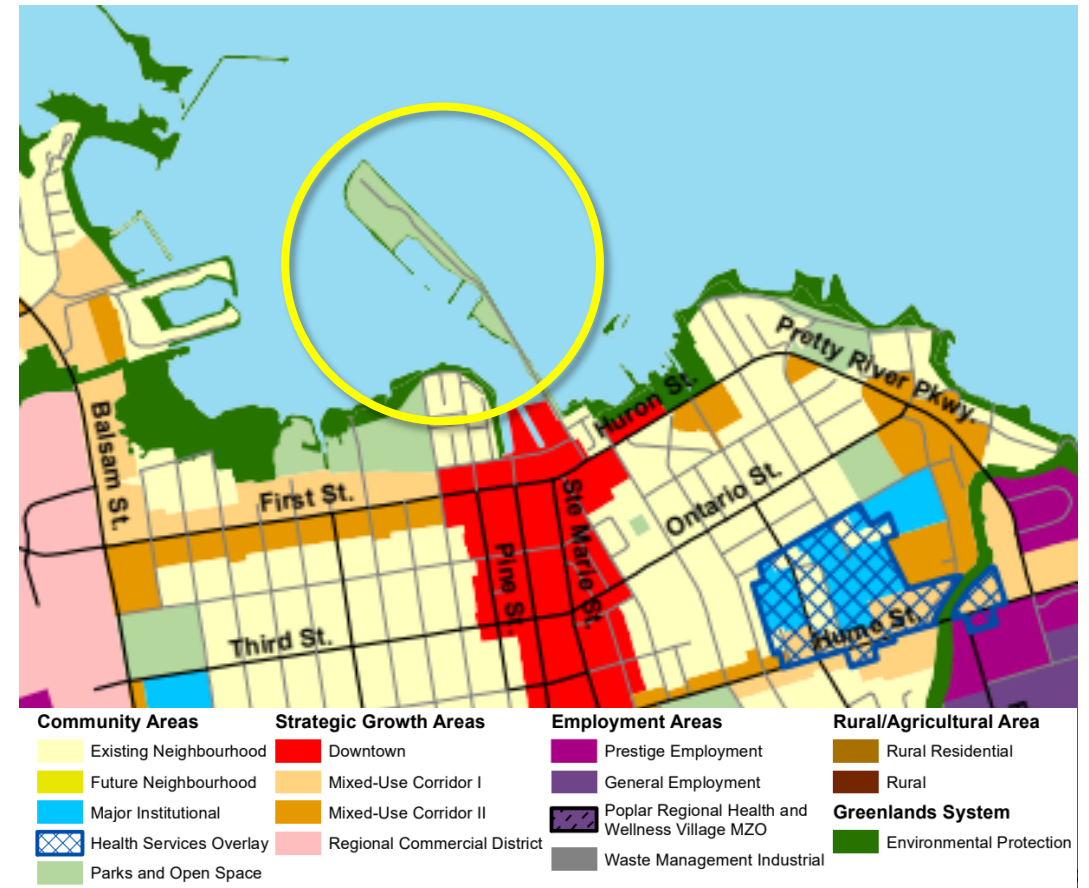 Pretty River Pkwy.
Huron St.
Balsam St.
First St.
Ste Marie St.
Ontario St.
Pine St.
Third St.
Hume St.
Community Areas
Existing Neighbourhood
Future Neighbourhood
Major Institutional
Health Services Overlay
Parks and Open Space
Strategic Growth Areas
Downtown
Mixed-Use Corridor I
Mixed-Use Corridor II
Regional Commercial District
Employment Areas
Prestige Employment
General Employment
Poplar Regional Health and
Wellness Village MZO
Waste Management Industrial
Rural/Agricultural Area
Rural Residential
Rural
Greenlands System
Environmental Protection